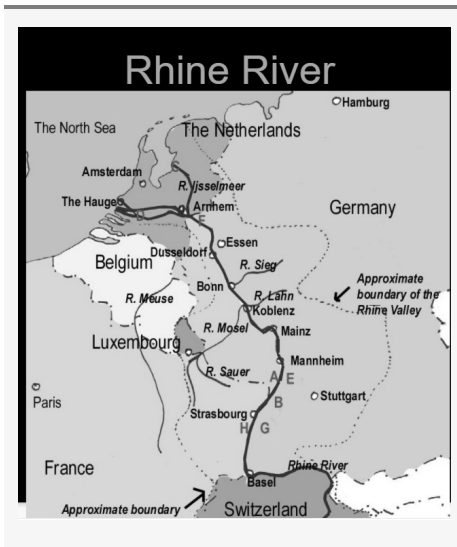 Rhine River
Hamburg
The North Sea
The Netherlands
Amsterdam
R. Ijsselmeer
The Hauge
Arnhem
C
D
F
Germany
Essen
Dusseldorf
Belgium
R. Sieg
Approximate
boundary of the
Rhine Valley
Bonn
R. Meuse
R. Lahn
Koblenz
R. Mosel
Mainz
Luxembourg
Mannheim
R. Sauer
A E
I
B
Stuttgart
Paris
Strasbourg
H G
France
Rhine River
Basel
Approximate boundary
Switzerland